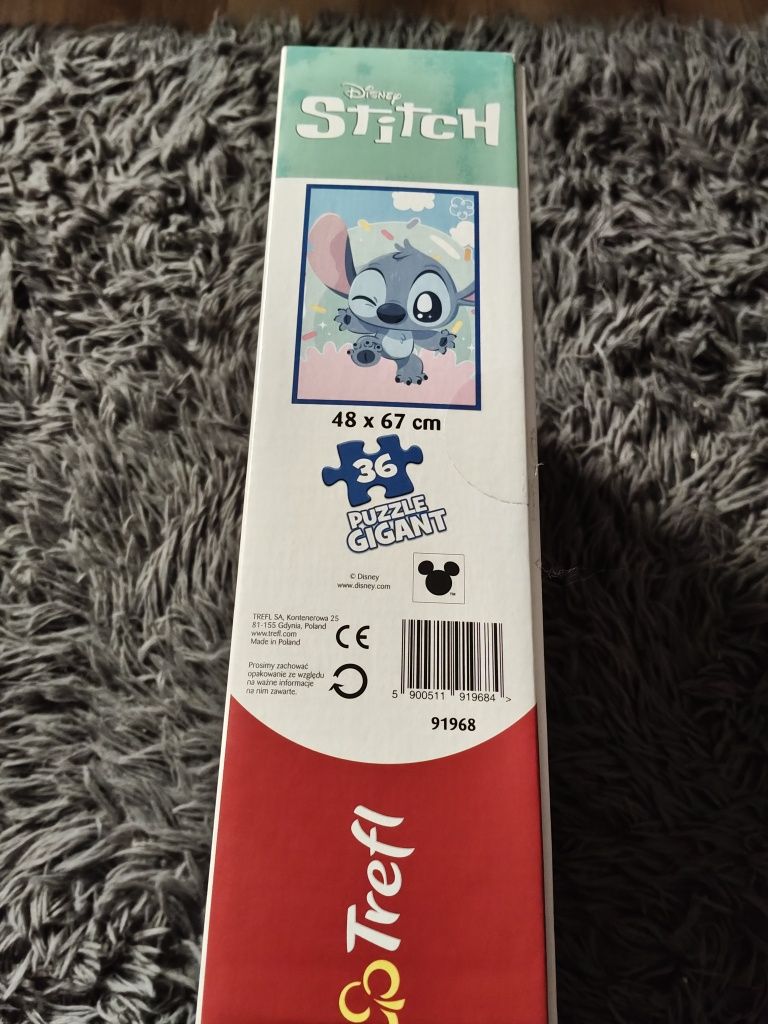 Disney
Stitch
48 x 67 cm
36
PUZZLE
GIGANT
© Disney
www.disney.com
TM
TREFL SA, Kontenerowa 25
81-155 Gdynia, Poland
www.trefl.com
Made in Poland
CE
Prosimy zachować
opakowanie ze względu
na ważne informacje
na nim zawarte.
5 900511 919684 >
91968
Trefl